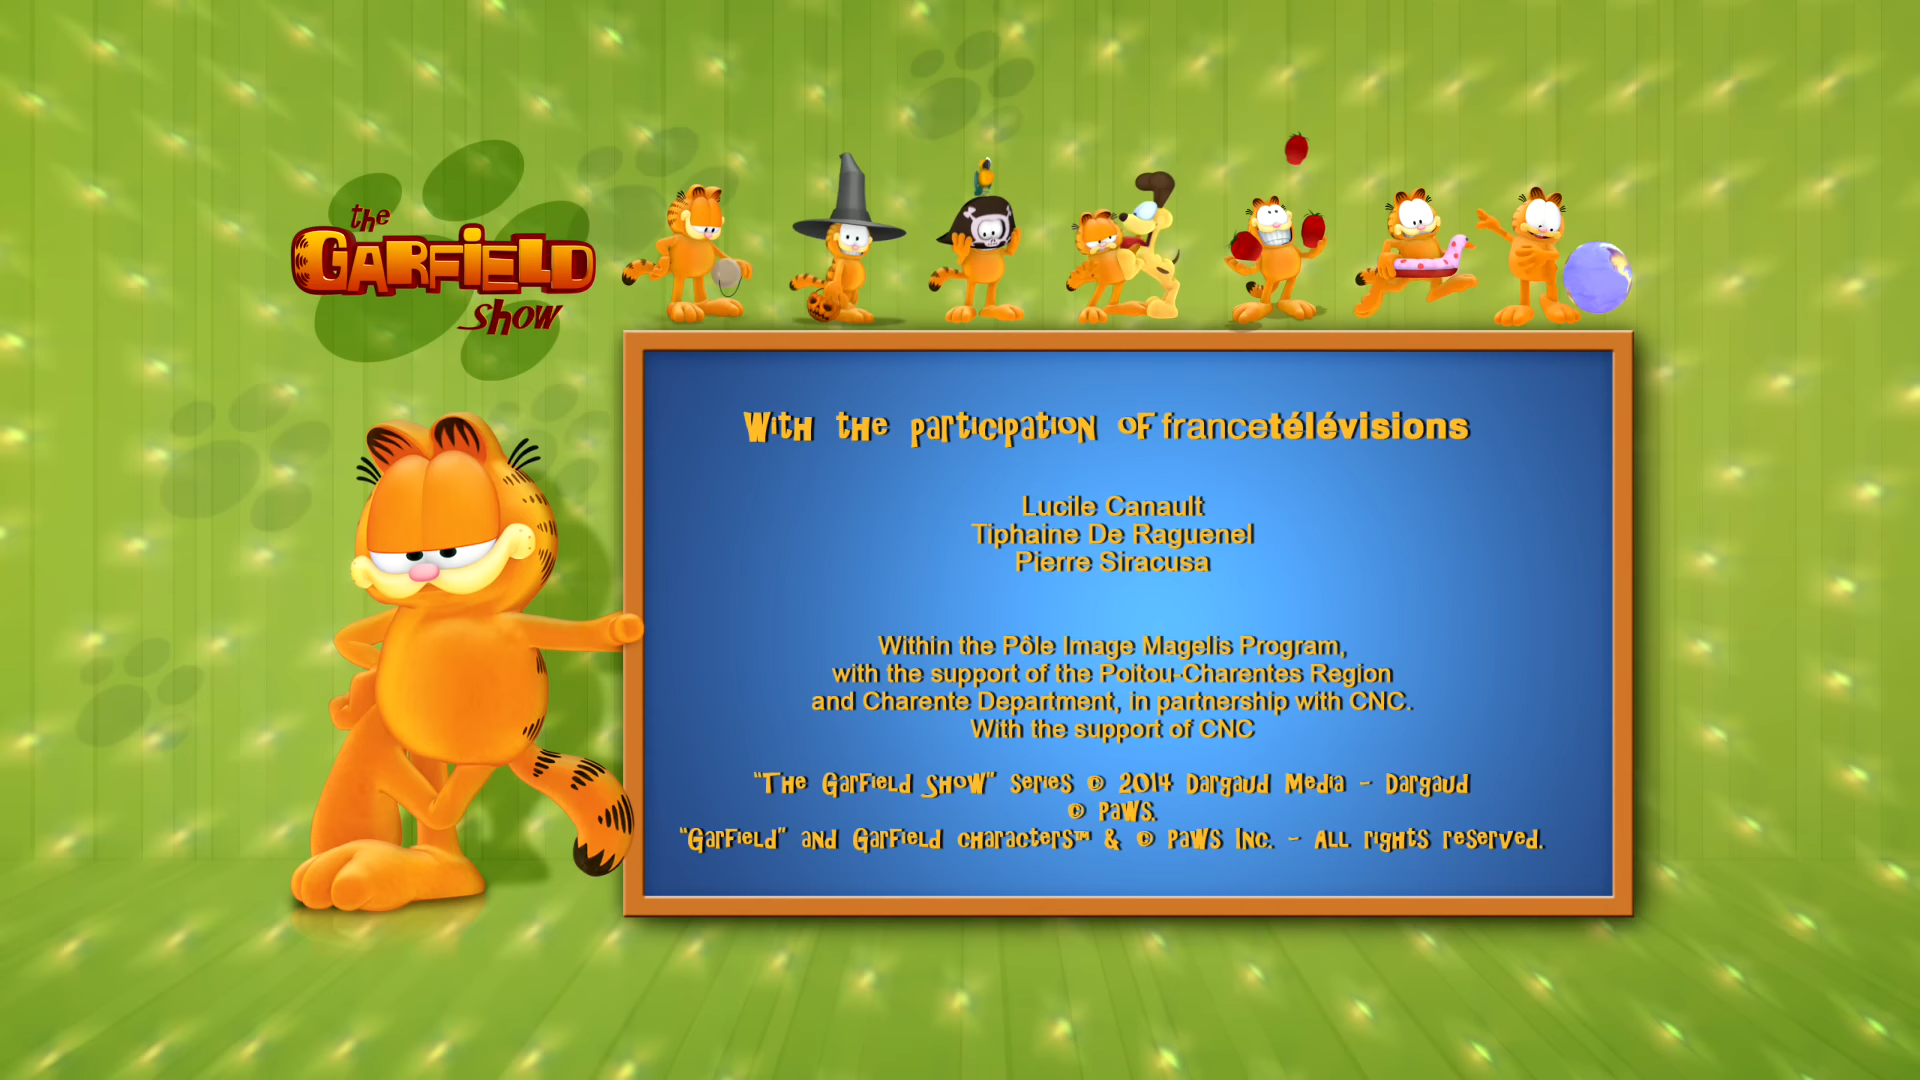 the
GARFiELD
show
With the participation of francetélévisions
Lucile Canault
Tiphaine De Raguenel
Pierre Siracusa
Within the Pôle Image Magelis Program,
with the support of the Poitou-Charentes Region
and Charente Department, in partnership with CNC.
With the support of CNC
“The Garfield Show” Series © 2014 Dargaud Media - Dargaud
© Paws.
“Garfield” and Garfield characters™ & © Paws Inc. - All rights reserved.